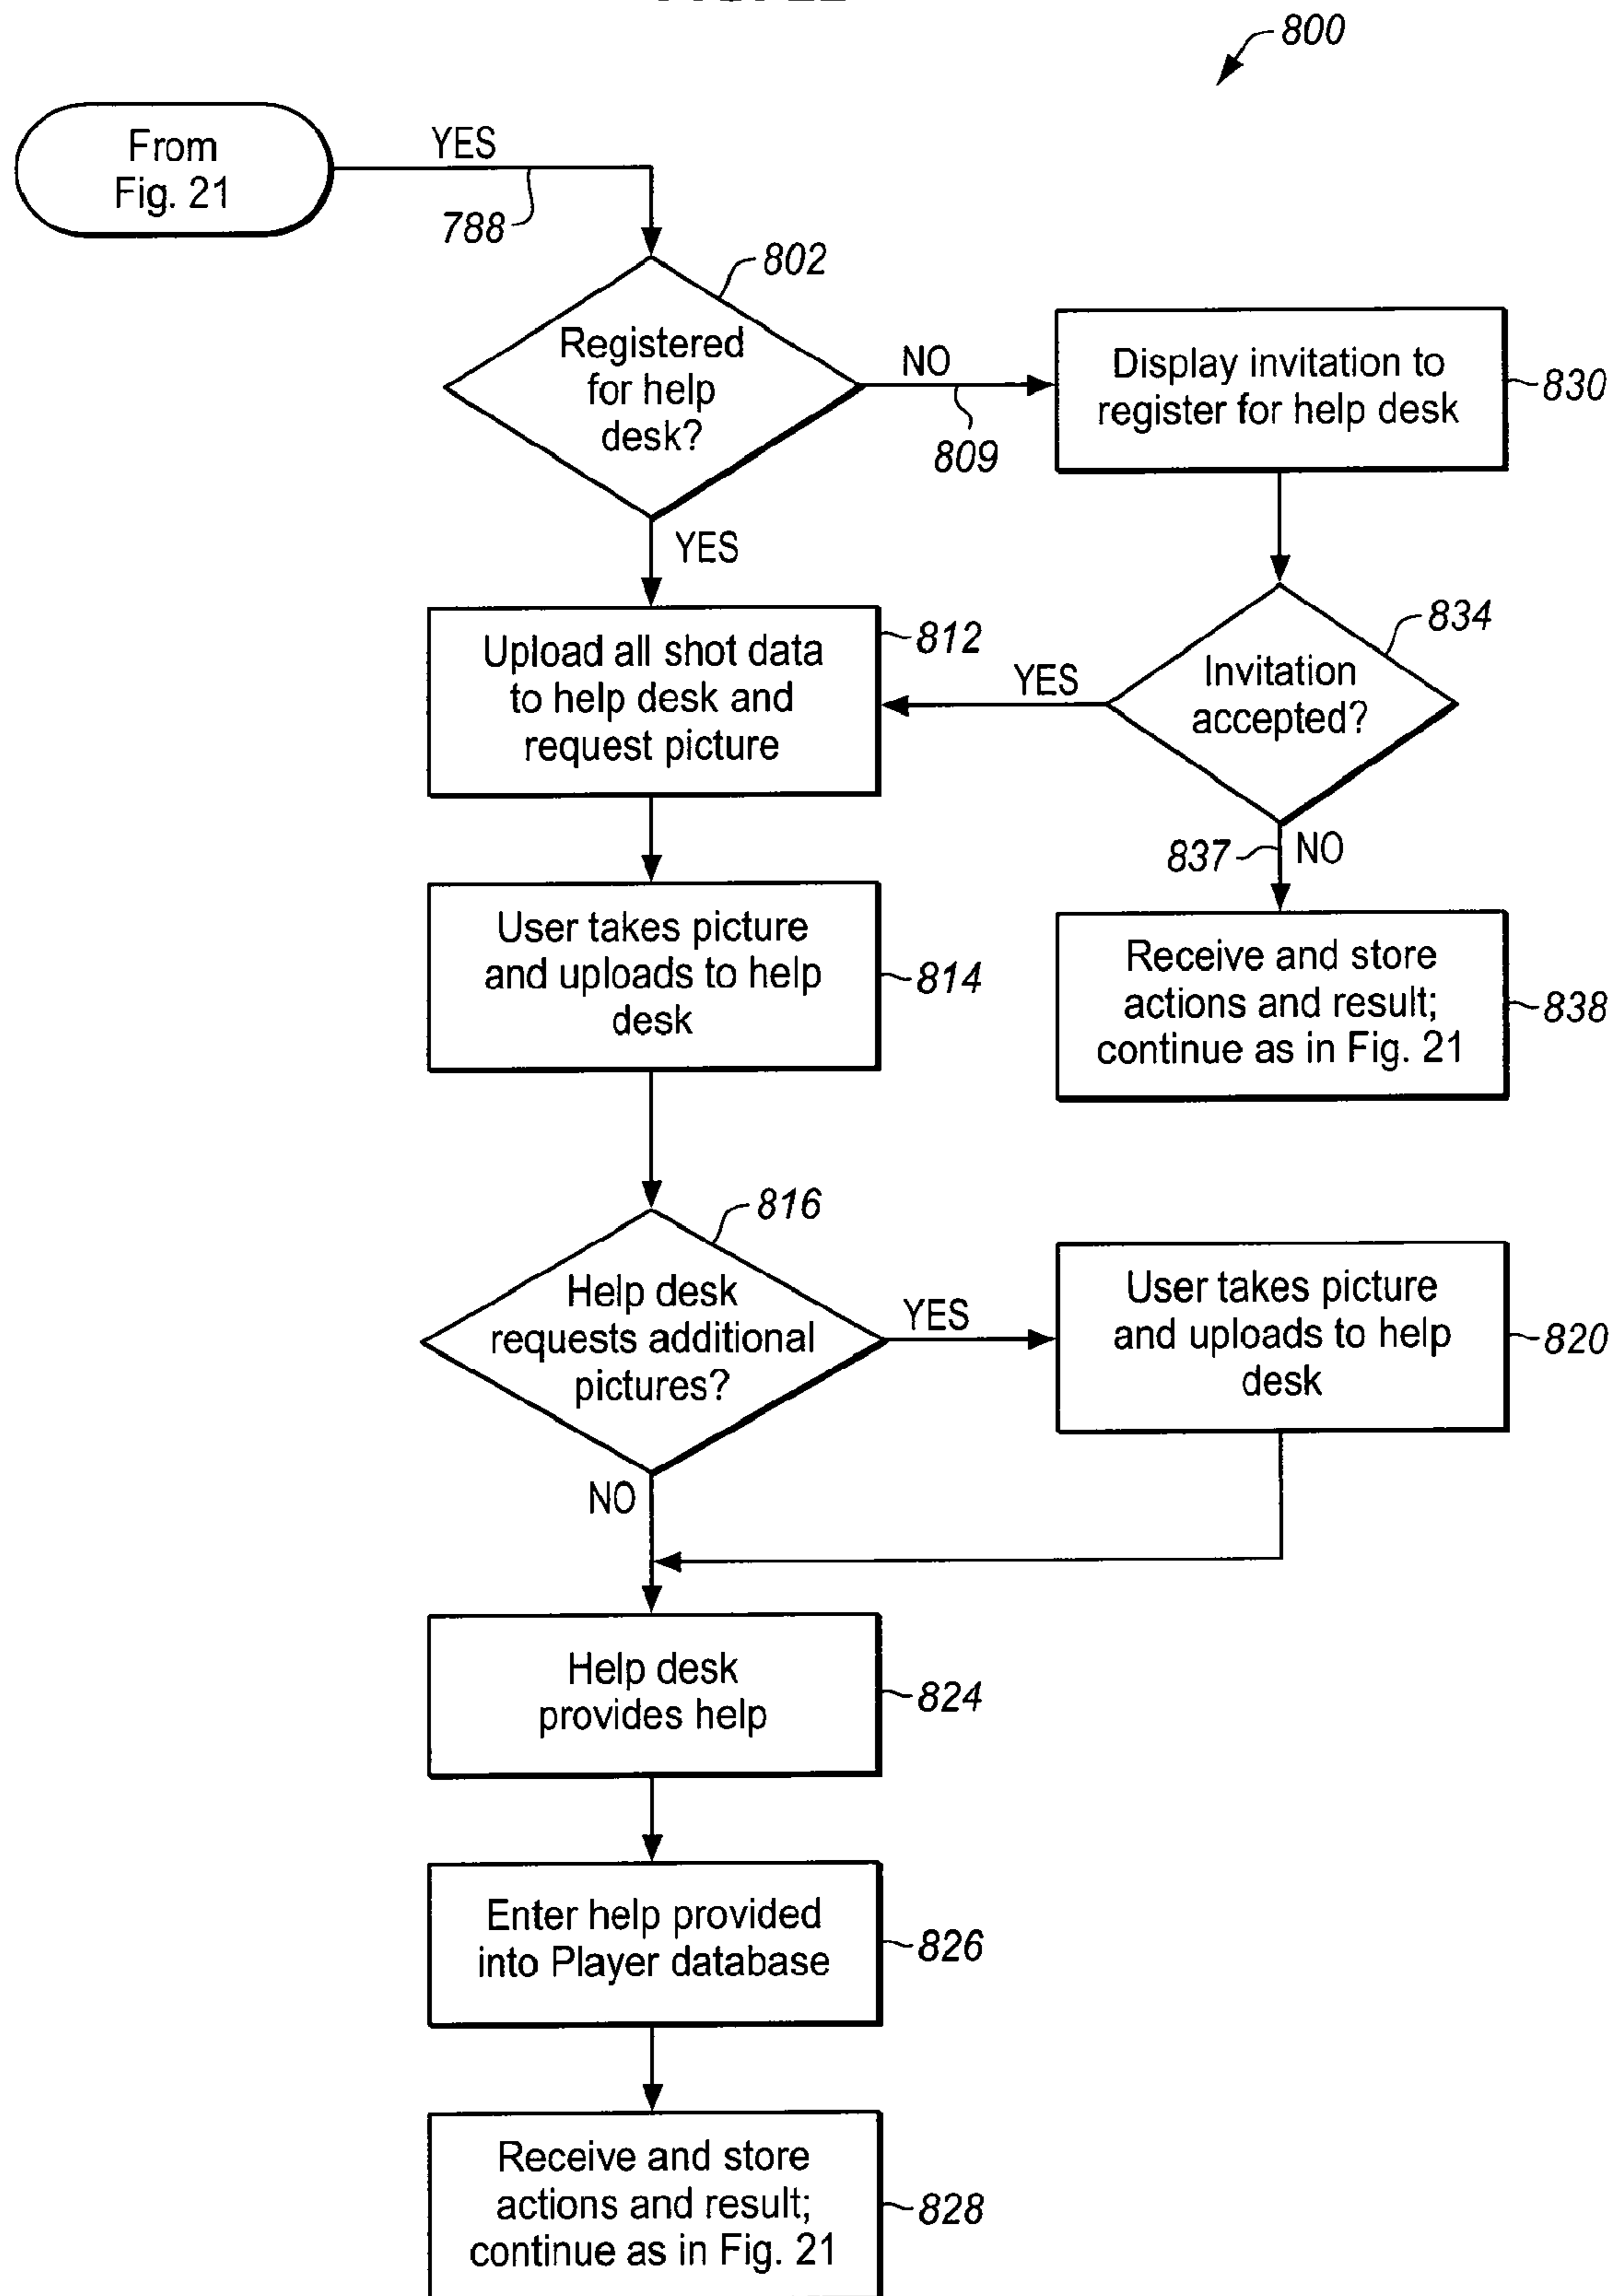 800
From
Fig. 21
YES
788
802
Registered
for help
desk?
NO
809
Display invitation to
register for help desk
830
YES
812
Upload all shot data
to help desk and
request picture
834
Invitation
accepted?
YES
837
NO
814
User takes picture
and uploads to help
desk
Receive and store
actions and result;
continue as in Fig. 21
838
816
Help desk
requests additional
pictures?
YES
User takes picture
and uploads to help
desk
820
NO
Help desk
provides help
824
Enter help provided
into Player database
826
Receive and store
actions and result;
continue as in Fig. 21
828